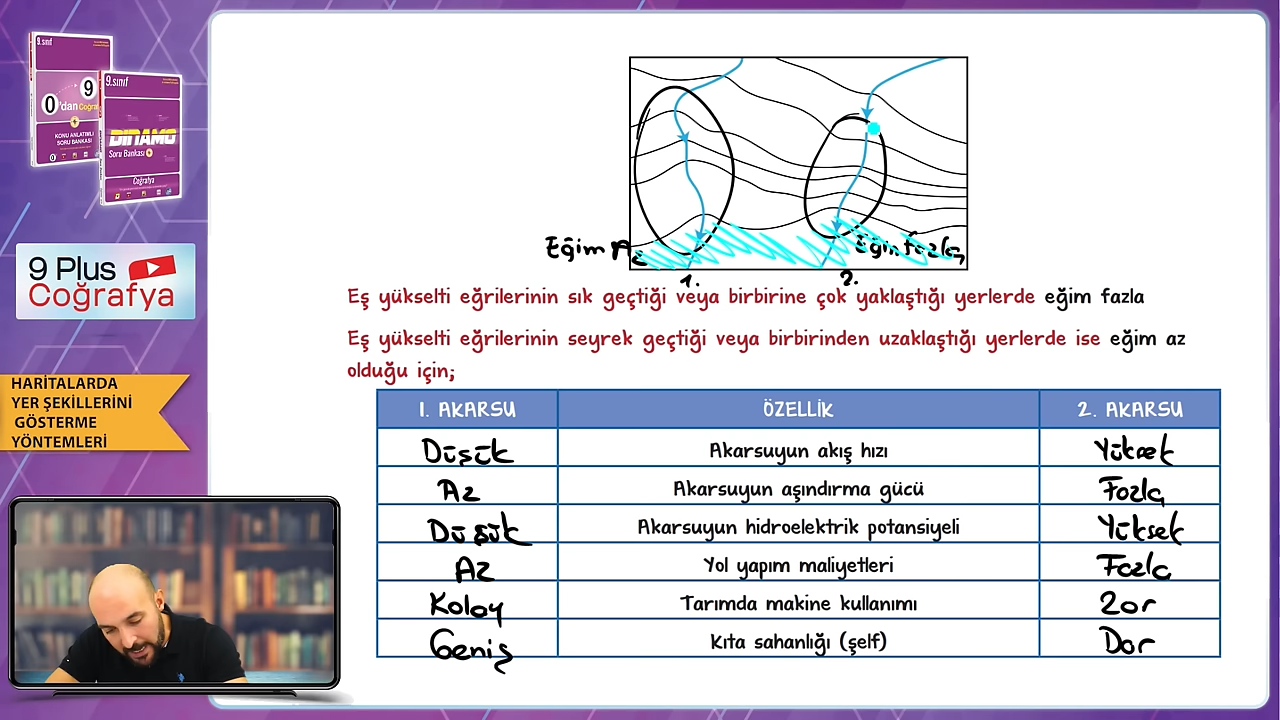 9.sınıf
0'dan 9
Coğrafya
KONU ANLATIMLI
SORU BANKASI
9.sınıf
DİNAMO
Soru Bankası
Coğrafya
9 Plus
Coğrafya
HARİTALARDA
YER ŞEKİLLERİNİ
GÖSTERME
YÖNTEMLERİ
Eğim Az
Eğim fazla
1.
2.
Eş yükselti eğrilerinin sık geçtiği veya birbirine çok yaklaştığı yerlerde eğim fazla
Eş yükselti eğrilerinin seyrek geçtiği veya birbirinden uzaklaştığı yerlerde ise eğim az
olduğu için;
1. AKARSU ÖZELLİK 2. AKARSU
Düşük Akarsuyun akış hızı Yüksek
Az Akarsuyun aşındırma gücü Fazla
Düşük Akarsuyun hidroelektrik potansiyeli Yüksek
Az Yol yapım maliyetleri Fazla
Kolay Tarımda makine kullanımı Zor
Geniş Kıta sahanlığı (şelf) Dar